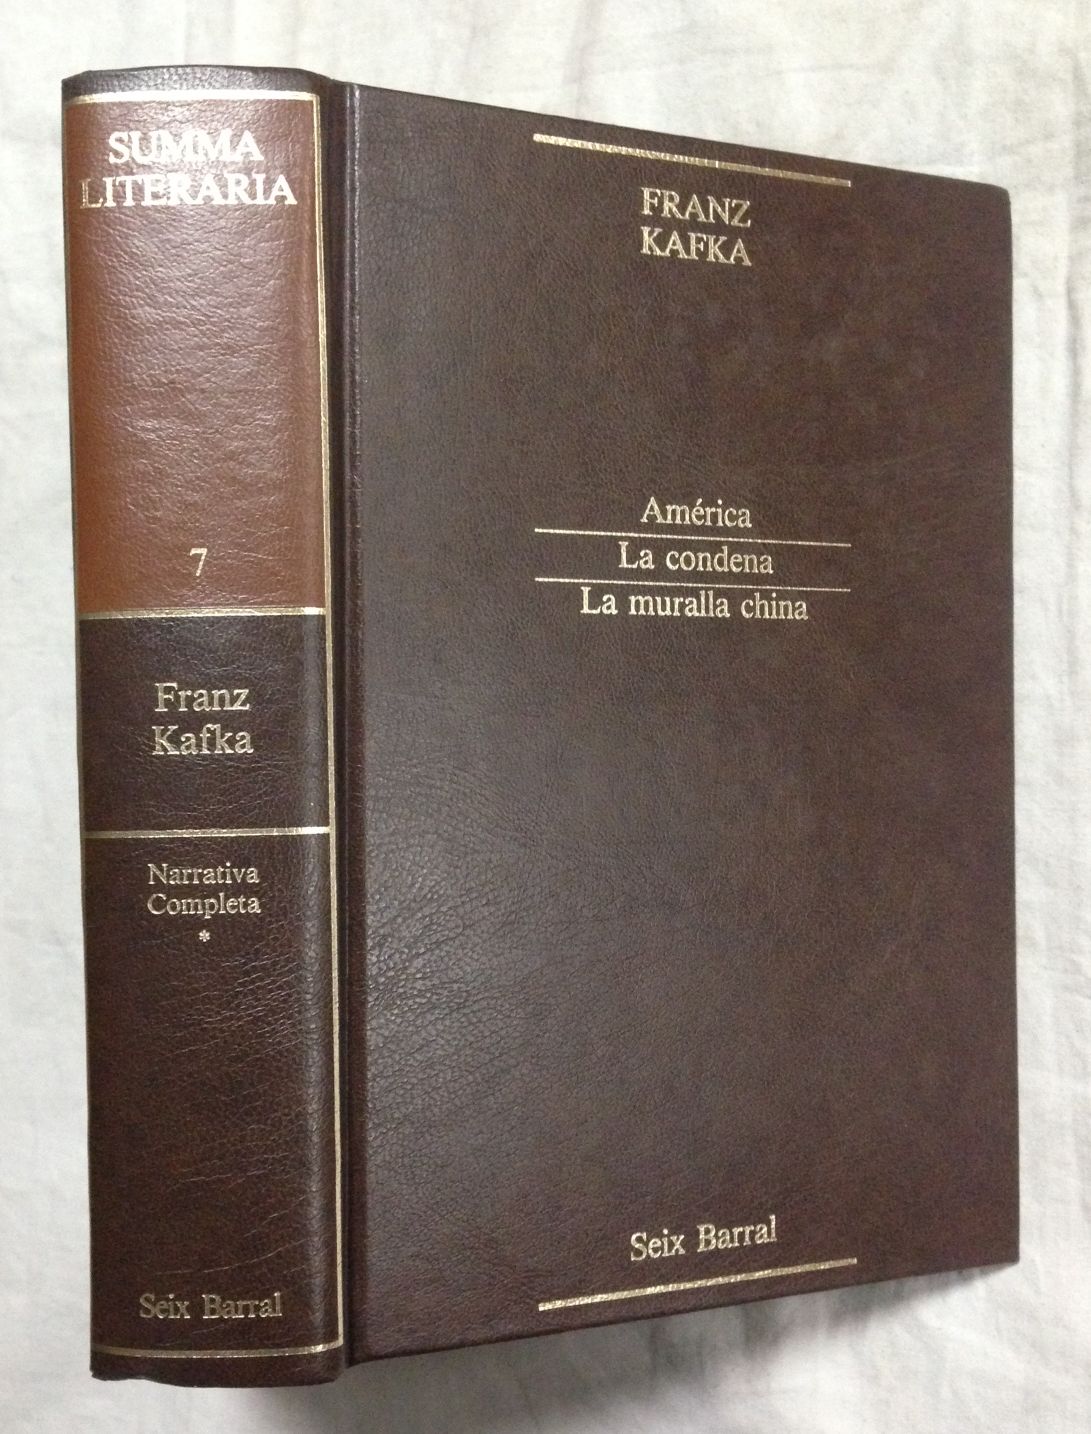 SUMMA
LITERARIA
7
Franz
Kafka
Narrativa
Completa
*
Seix Barral
FRANZ
KAFKA
América
La condena
La muralla china
Seix Barral